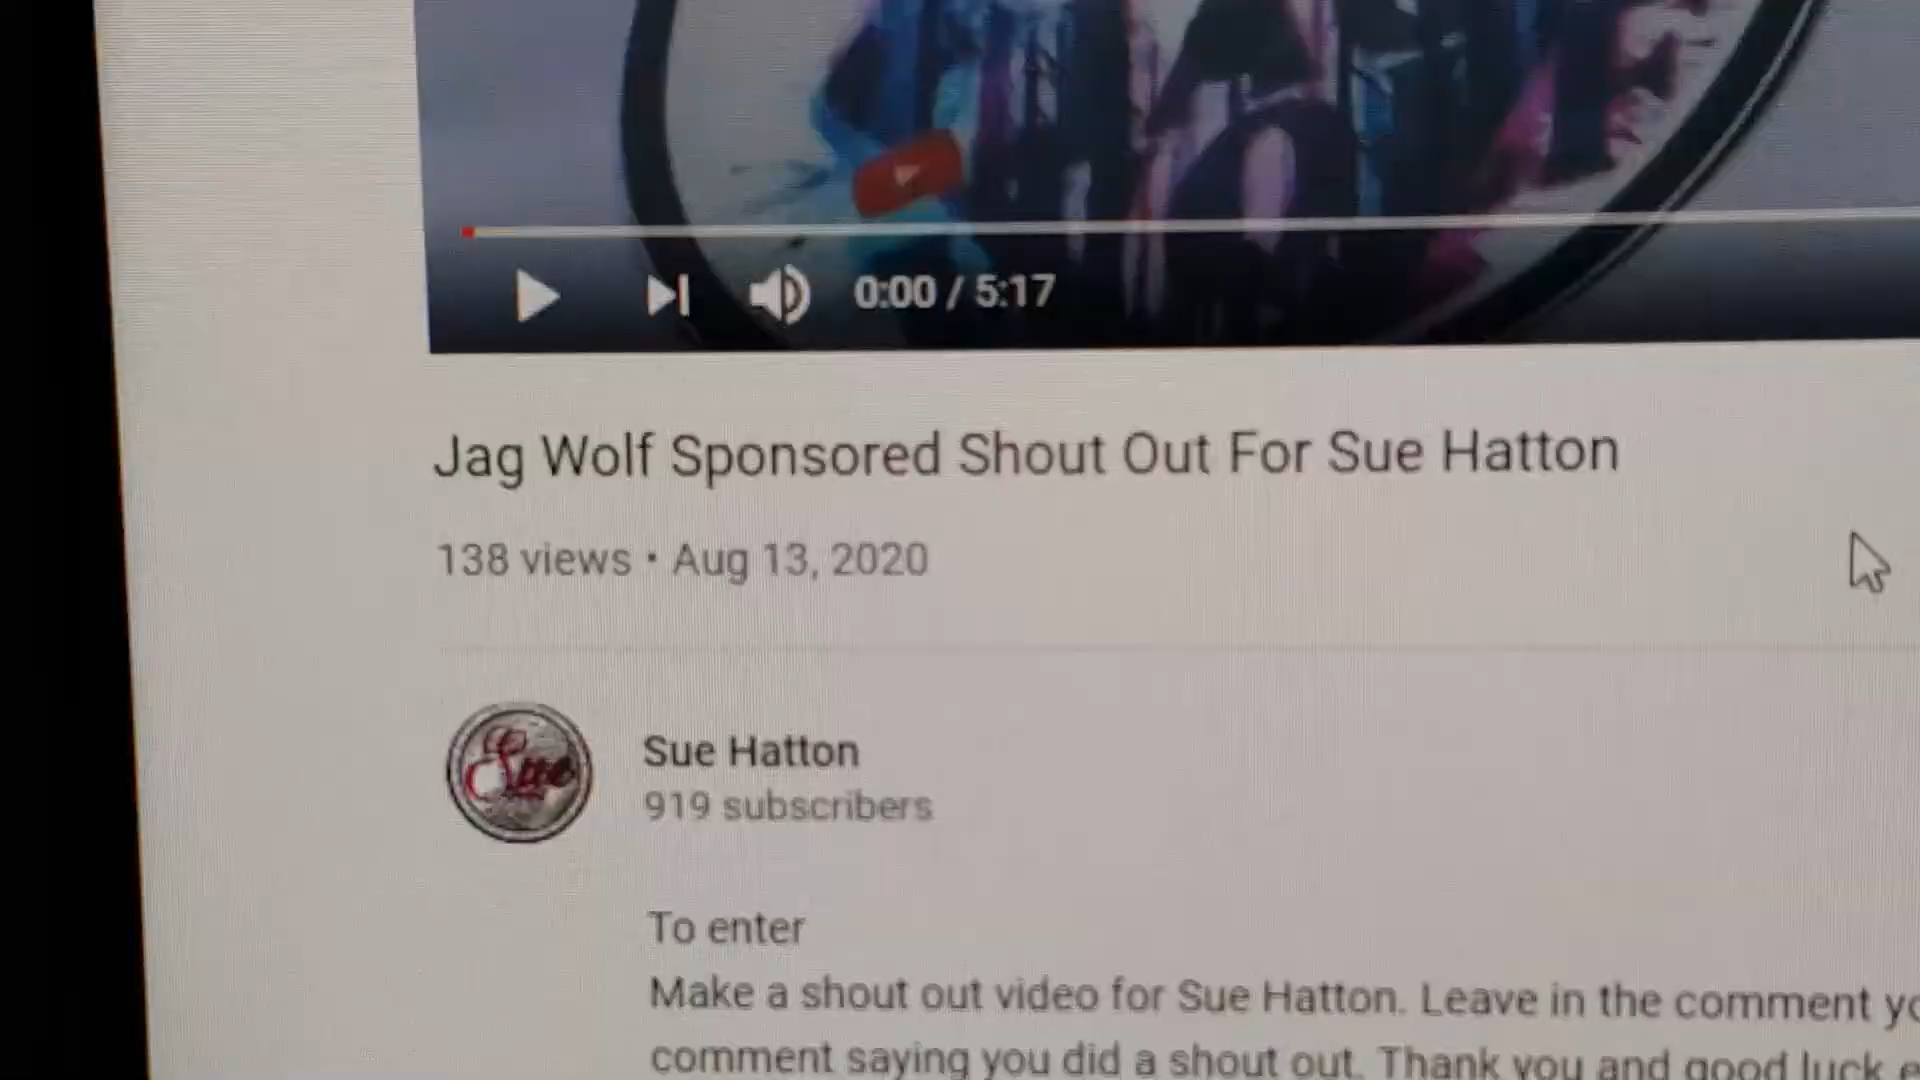 0:00 / 5:17
Jag Wolf Sponsored Shout Out For Sue Hatton
138 views • Aug 13, 2020
Sue
Sue Hatton
919 subscribers
To enter
Make a shout out video for Sue Hatton. Leave in the comment
comment saying you did a shout out. Thank you and good luck